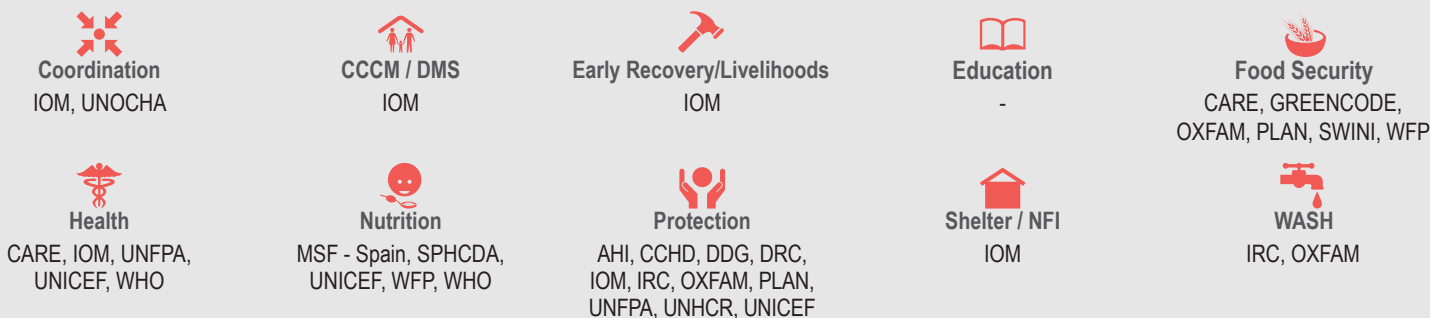 Coordination
IOM, UNOCHA
CCCM / DMS
IOM
Early Recovery/Livelihoods
IOM
Education
-
Food Security
CARE, GREENCODE,
OXFAM, PLAN, SWINI, WFP
Health
CARE, IOM, UNFPA,
UNICEF, WHO
Nutrition
MSF - Spain, SPHCDA,
UNICEF, WFP, WHO
Protection
AHI, CCHD, DDG, DRC,
IOM, IRC, OXFAM, PLAN,
UNFPA, UNHCR, UNICEF
Shelter / NFI
IOM
WASH
IRC, OXFAM